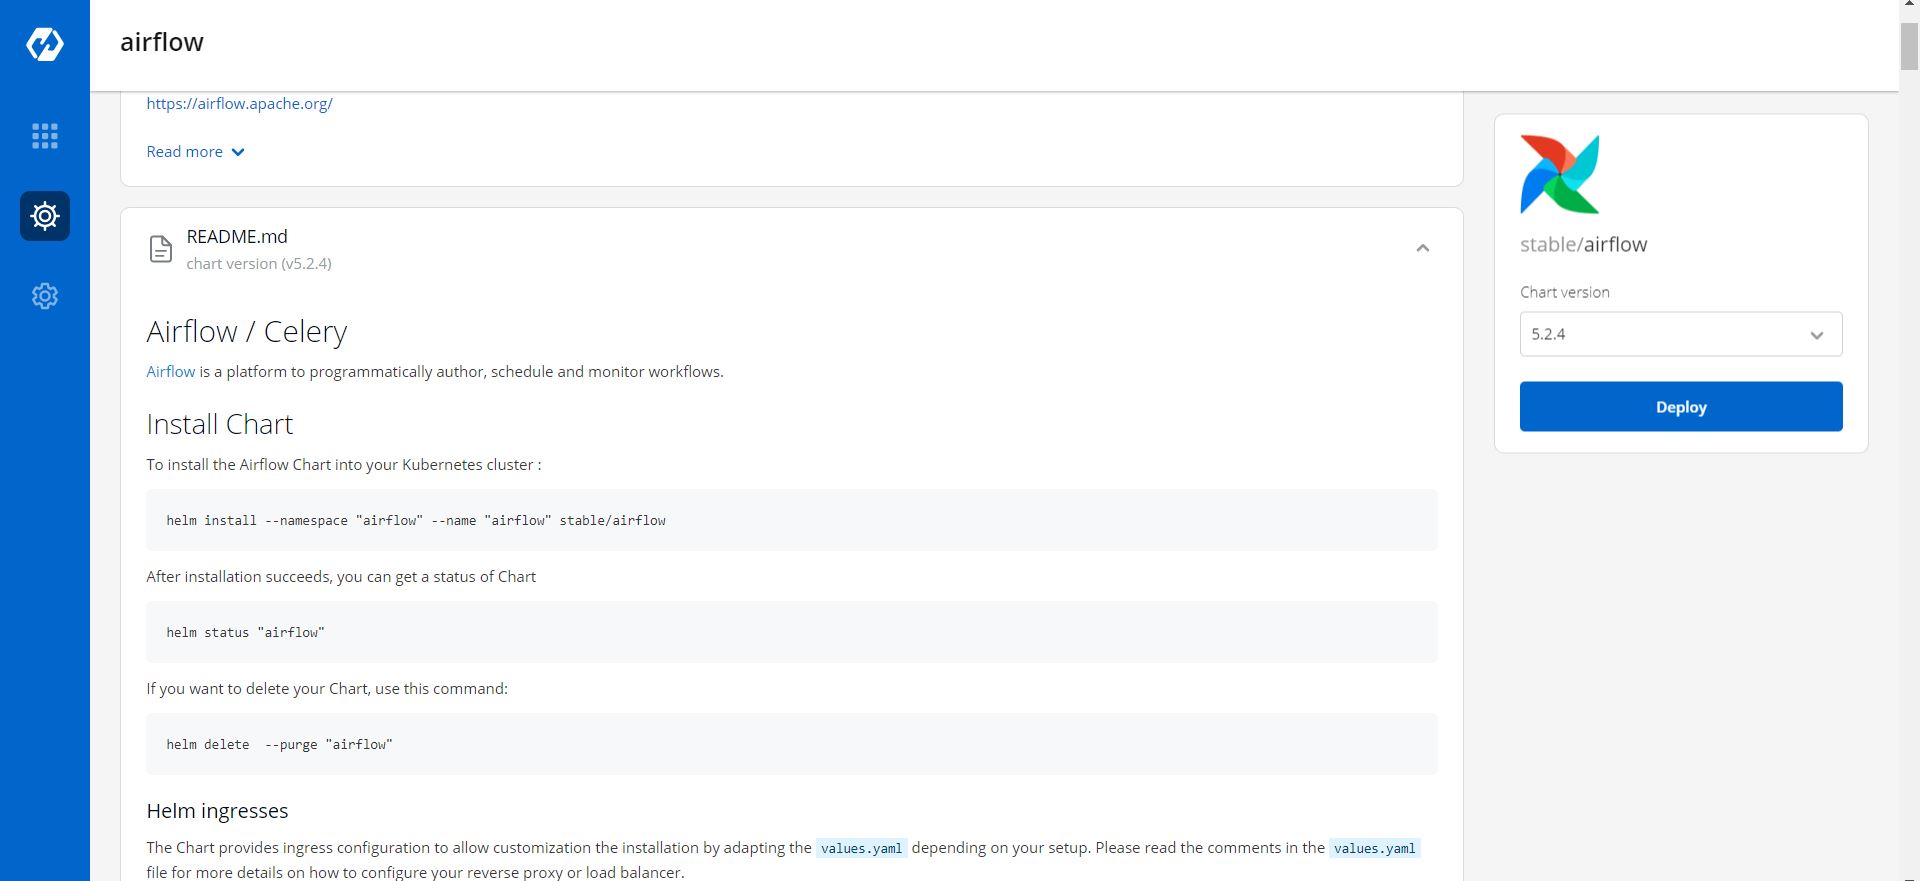 airflow
https://airflow.apache.org/
Read more
README.md
chart version (v5.2.4)
Airflow / Celery
Airflow is a platform to programmatically author, schedule and monitor workflows.
Install Chart
To install the Airflow Chart into your Kubernetes cluster :
helm install --namespace "airflow" --name "airflow" stable/airflow
After installation succeeds, you can get a status of Chart
helm status "airflow"
If you want to delete your Chart, use this command:
helm delete  --purge "airflow"
Helm ingresses
The Chart provides ingress configuration to allow customization the installation by adapting the values.yaml depending on your setup. Please read the comments in the values.yaml
file for more details on how to configure your reverse proxy or load balancer.
stable/airflow
Chart version
5.2.4
Deploy